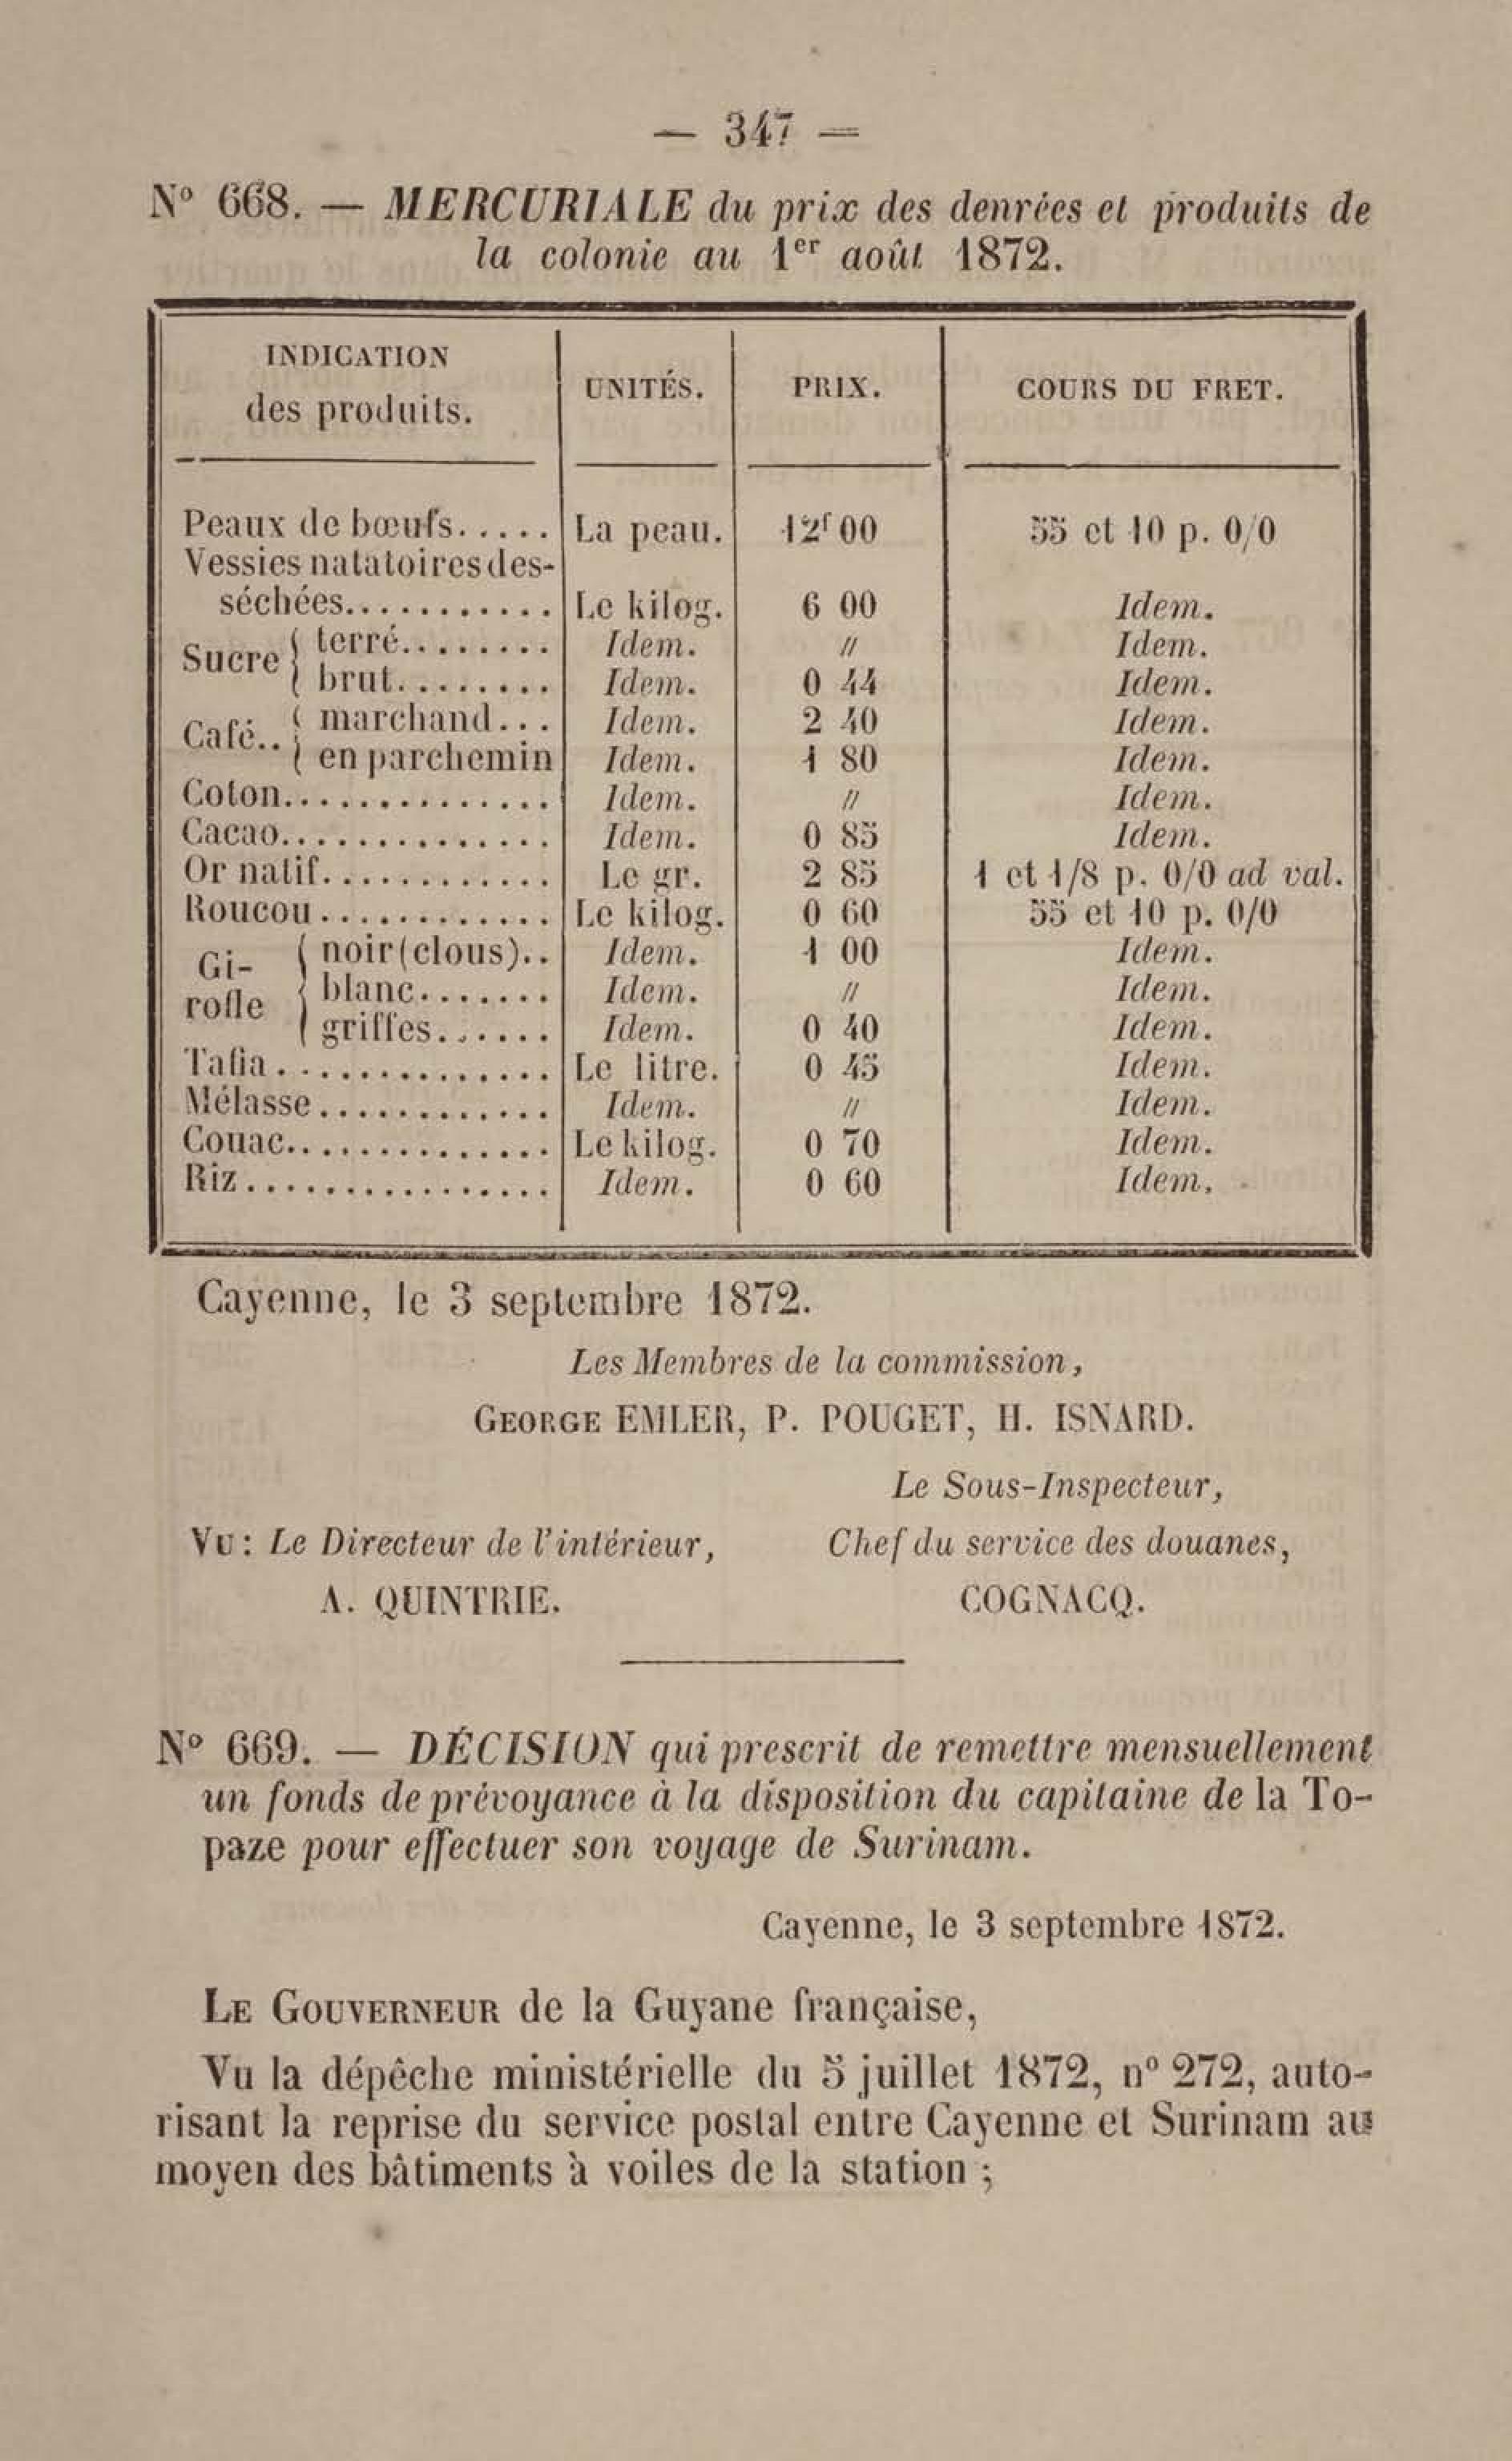 — 347 —
N° 668. — MERCURIALE du prix des denrées et produits de
la colonie au 1er août 1872.
INDICATION
des produits.
UNITÉS.
PRIX.
COURS DU FRET.
Peaux de bœufs..... La peau. 12f 00 55 et 10 p. 0/0
Vessies natatoires des-
séchées........... Le kilog. 6 00 Idem.
Sucre { terré........ Idem. // Idem.
brut........ Idem. 0 44 Idem.
Café.. { marchand... Idem. 2 40 Idem.
en parchemin Idem. 1 80 Idem.
Coton.............. Idem. // Idem.
Cacao.............. Idem. 0 85 Idem.
Or natif............ Le gr. 2 85 1 et 1/8 p. 0/0 ad val.
Roucou............ Le kilog. 0 60 55 et 10 p. 0/0
Gi-
rofle { noir (clous).. Idem. 1 00 Idem.
blanc....... Idem. // Idem.
griffes...... Idem. 0 40 Idem.
Tafia.............. Le litre. 0 45 Idem.
Mélasse............ Idem. // Idem.
Couac.............. Le kilog. 0 70 Idem.
Riz................ Idem. 0 60 Idem.
Cayenne, le 3 septembre 1872.
Les Membres de la commission,
GEORGE EMLER, P. POUGET, H. ISNARD.
Le Sous-Inspecteur,
Vu : Le Directeur de l'intérieur, Chef du service des douanes,
A. QUINTRIE. COGNACQ.
N° 669. — DÉCISION qui prescrit de remettre mensuellement
un fonds de prévoyance à la disposition du capitaine de la To-
paze pour effectuer son voyage de Surinam.
Cayenne, le 3 septembre 1872.
LE GOUVERNEUR de la Guyane française,
Vu la dépêche ministérielle du 5 juillet 1872, n° 272, auto-
risant la reprise du service postal entre Cayenne et Surinam au
moyen des bâtiments à voiles de la station ;